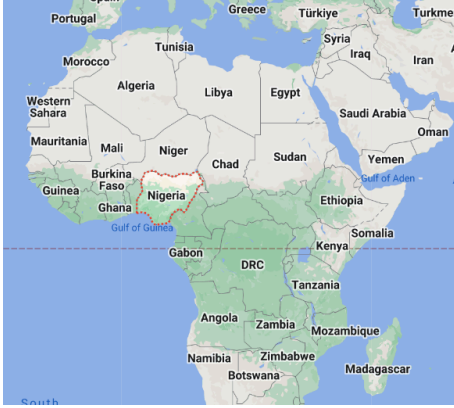 Spain
Portugal
Greece
Türkiye
Turkme
Tunisia
Syria
Iraq
Iran
Morocco
Algeria
Libya
Egypt
Western
Sahara
Saudi Arabia
Oman
Mauritania
Mali
Niger
Chad
Sudan
Yemen
Burkina
Faso
Gulf of Aden
Guinea
Ghana
Nigeria
Ethiopia
Gulf of Guinea
Somalia
Kenya
Gabon
DRC
Tanzania
Angola
Zambia
Mozambique
Namibia
Zimbabwe
Botswana
Madagascar
South